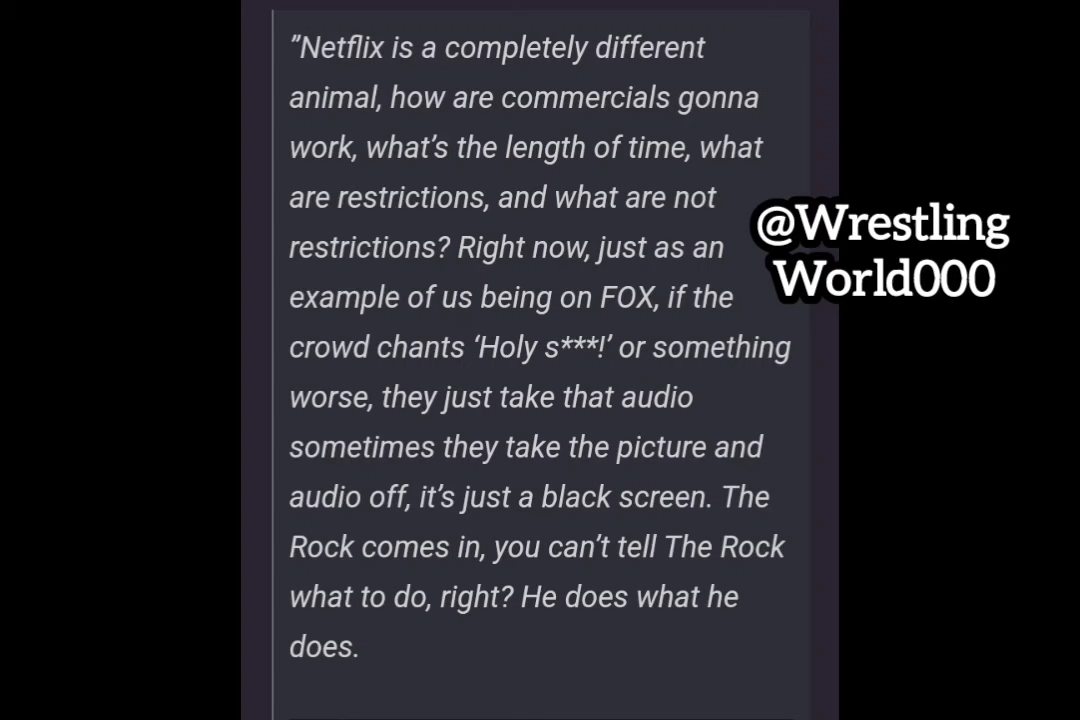 ”Netflix is a completely different
animal, how are commercials gonna
work, what’s the length of time, what
are restrictions, and what are not
restrictions? Right now, just as an
example of us being on FOX, if the
crowd chants ‘Holy s***!’ or something
worse, they just take that audio
sometimes they take the picture and
audio off, it’s just a black screen. The
Rock comes in, you can’t tell The Rock
what to do, right? He does what he
does.
@Wrestling
World000